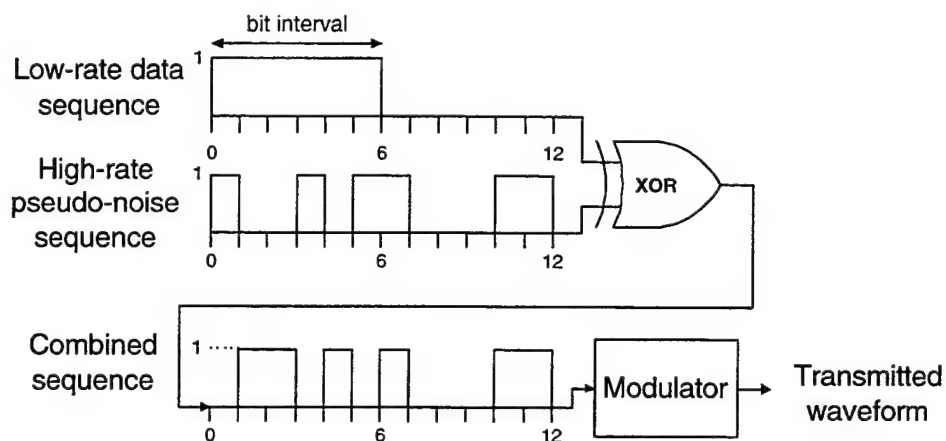 bit interval
Low-rate data
sequence
1
0 6 12
High-rate
pseudo-noise
sequence
1
0 6 12
XOR
Combined
sequence
1
0 6 12
Modulator
Transmitted
waveform